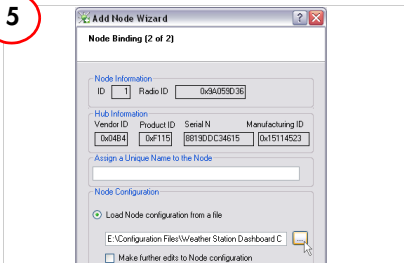 5
Add Node Wizard
Node Binding (2 of 2)
Node Information
ID 1 Radio ID 0x9A059D36
Hub Information
Vendor ID Product ID Serial N Manufacturing ID
0x04B4 0xF115 8819DDC34615 0x15114523
Assign a Unique Name to the Node
Node Configuration
Load Node configuration from a file
E:\Configuration Files\Weather Station Dashboard C ...
Make further edits to Node configuration